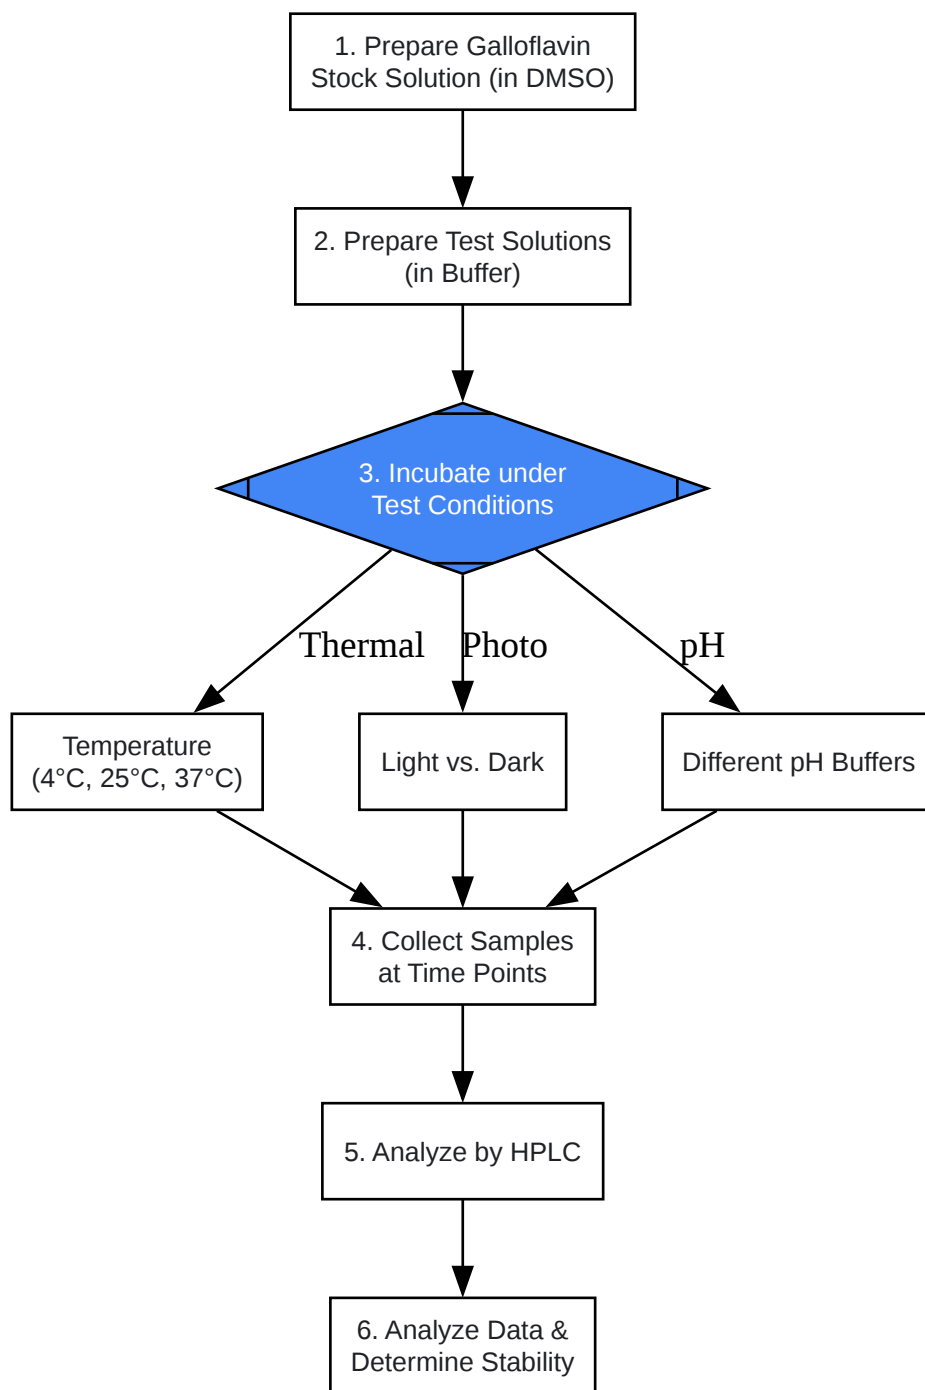 1. Prepare Galloflavin
Stock Solution (in DMSO)
2. Prepare Test Solutions
(in Buffer)
3. Incubate under
Test Conditions
Thermal
Photo
pH
Temperature
(4°C, 25°C, 37°C)
Light vs. Dark
Different pH Buffers
4. Collect Samples
at Time Points
5. Analyze by HPLC
6. Analyze Data &
Determine Stability